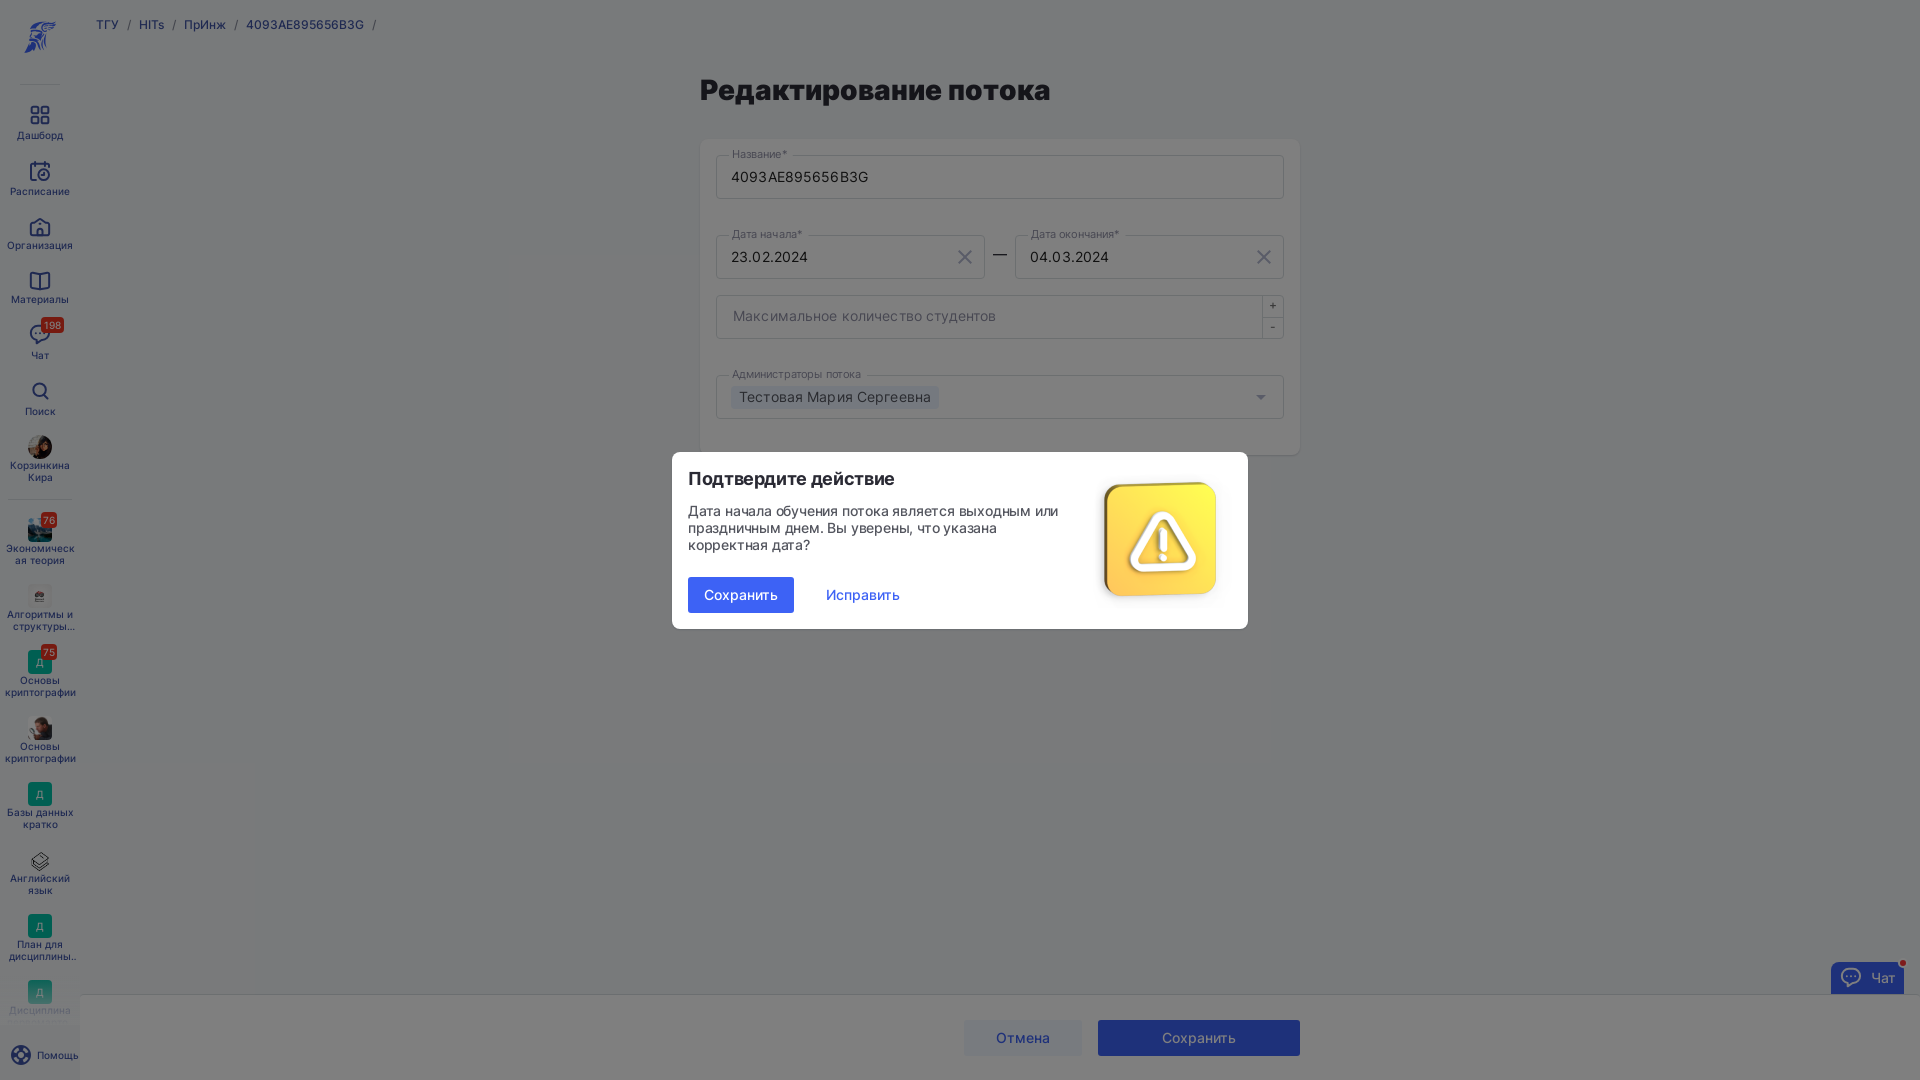 ТГУ / HITs / ПрИнж / 4093AE895656B3G /
Дашборд
Расписание
Организация
Материалы
198
Чат
Поиск
Корзинкина
Кира
76
Экономическ
ая теория
Алгоритмы и
структуры...
75
Д
Основы
криптографии
Основы
криптографии
Д
Базы данных
кратко
Английский
язык
Д
План для
дисциплины..
Д
Дисциплина
Помощь
Редактирование потока
Название*
4093AE895656B3G
Дата начала*
23.02.2024
—
Дата окончания*
04.03.2024
Максимальное количество студентов
+
-
Администраторы потока
Тестовая Мария Сергеевна
Подтвердите действие
Дата начала обучения потока является выходным или
праздничным днем. Вы уверены, что указана
корректная дата?
Сохранить
Исправить
Чат
Отмена
Сохранить